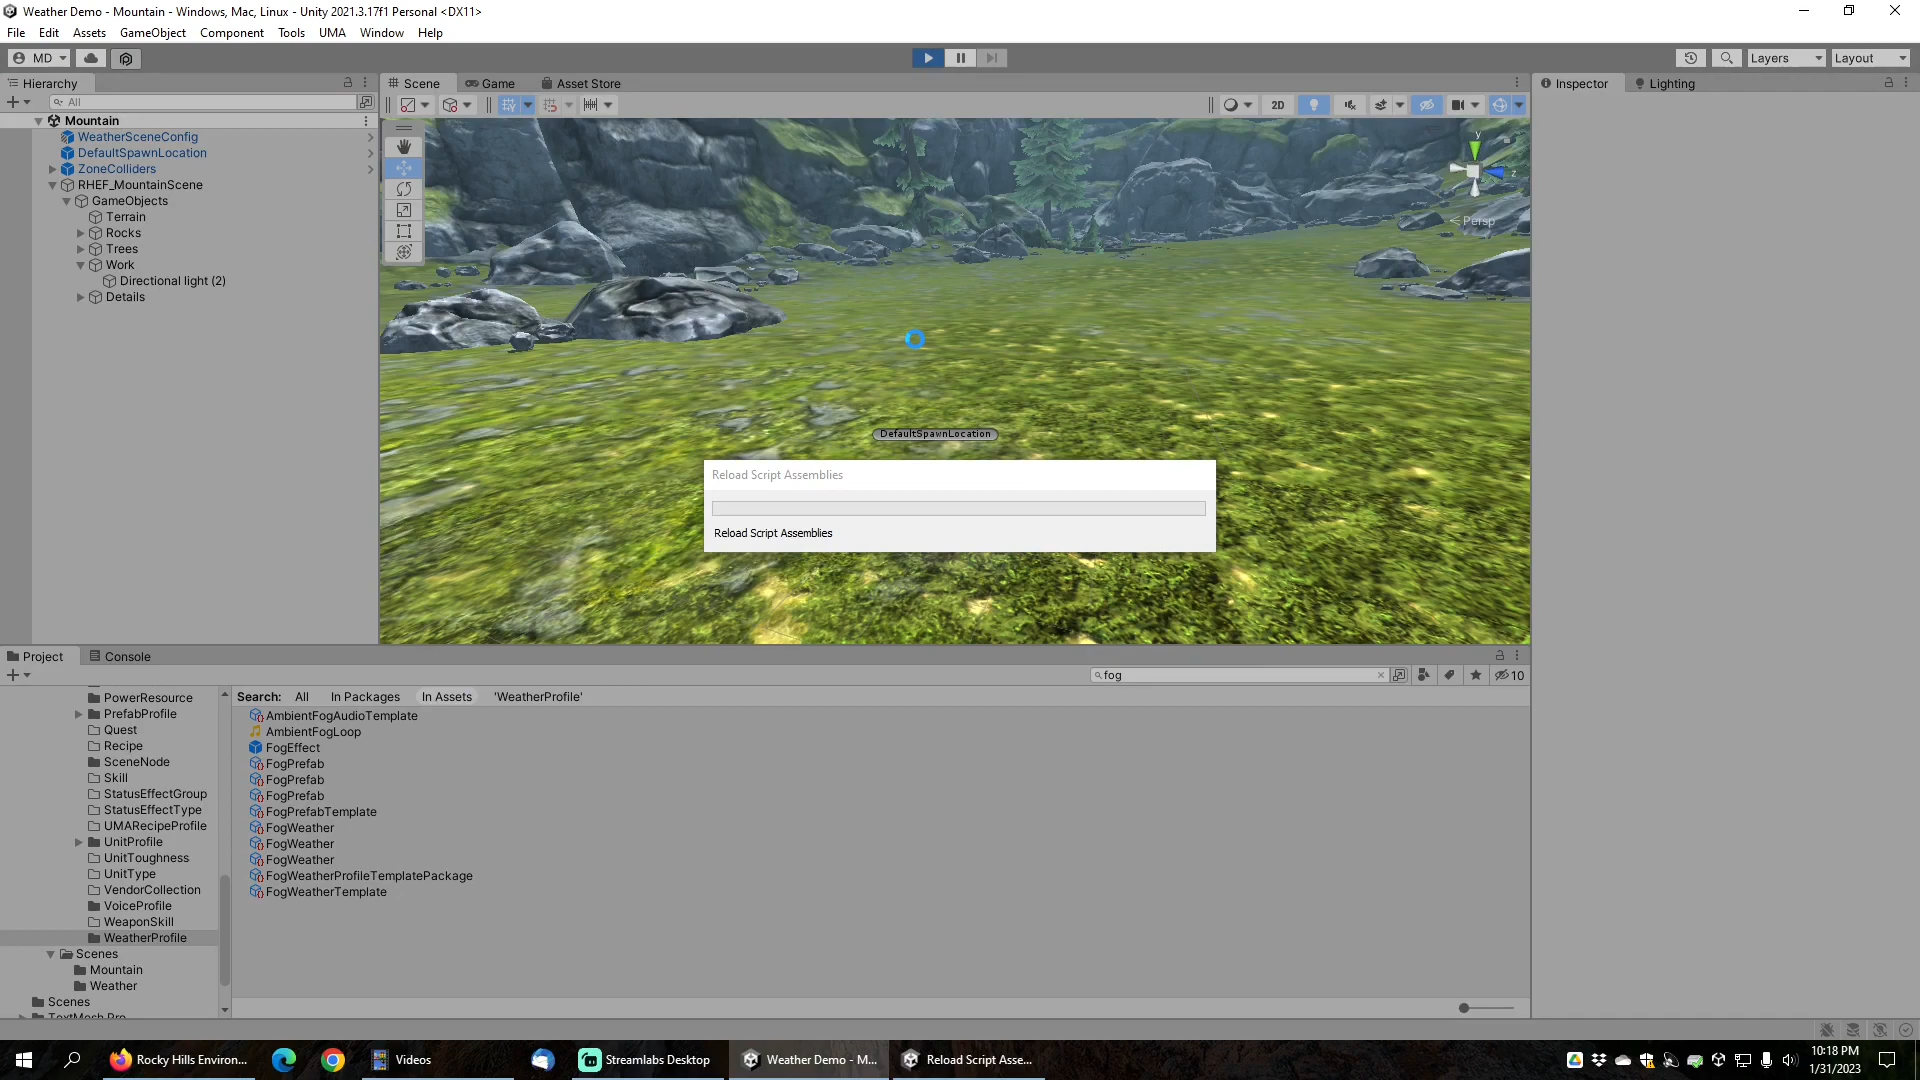 Weather Demo - Mountain - Windows, Mac, Linux - Unity 2021.3.17f1 Personal <DX11>
File Edit Assets GameObject Component Tools UMA Window Help
MD Layers Layout
Hierarchy
All
Mountain
WeatherSceneConfig
DefaultSpawnLocation
ZoneColliders
RHEF_MountainScene
GameObjects
Terrain
Rocks
Trees
Work
Directional light (2)
Details
Scene Game Asset Store
2D
y
z
Persp
DefaultSpawnLocation
Reload Script Assemblies
Reload Script Assemblies
Inspector Lighting
Project Console
fog
10
PowerResource
PrefabProfile
Quest
Recipe
SceneNode
Skill
StatusEffectGroup
StatusEffectType
UMARecipeProfile
UnitProfile
UnitToughness
UnitType
VendorCollection
VoiceProfile
WeaponSkill
WeatherProfile
Scenes
Mountain
Weather
Scenes
TextMesh Pro
Search: All In Packages In Assets 'WeatherProfile'
AmbientFogAudioTemplate
AmbientFogLoop
FogEffect
FogPrefab
FogPrefab
FogPrefab
FogPrefabTemplate
FogWeather
FogWeather
FogWeather
FogWeatherProfileTemplatePackage
FogWeatherTemplate
Rocky Hills Environ... Videos Streamlabs Desktop Weather Demo - M... Reload Script Asse...
10:18 PM
1/31/2023